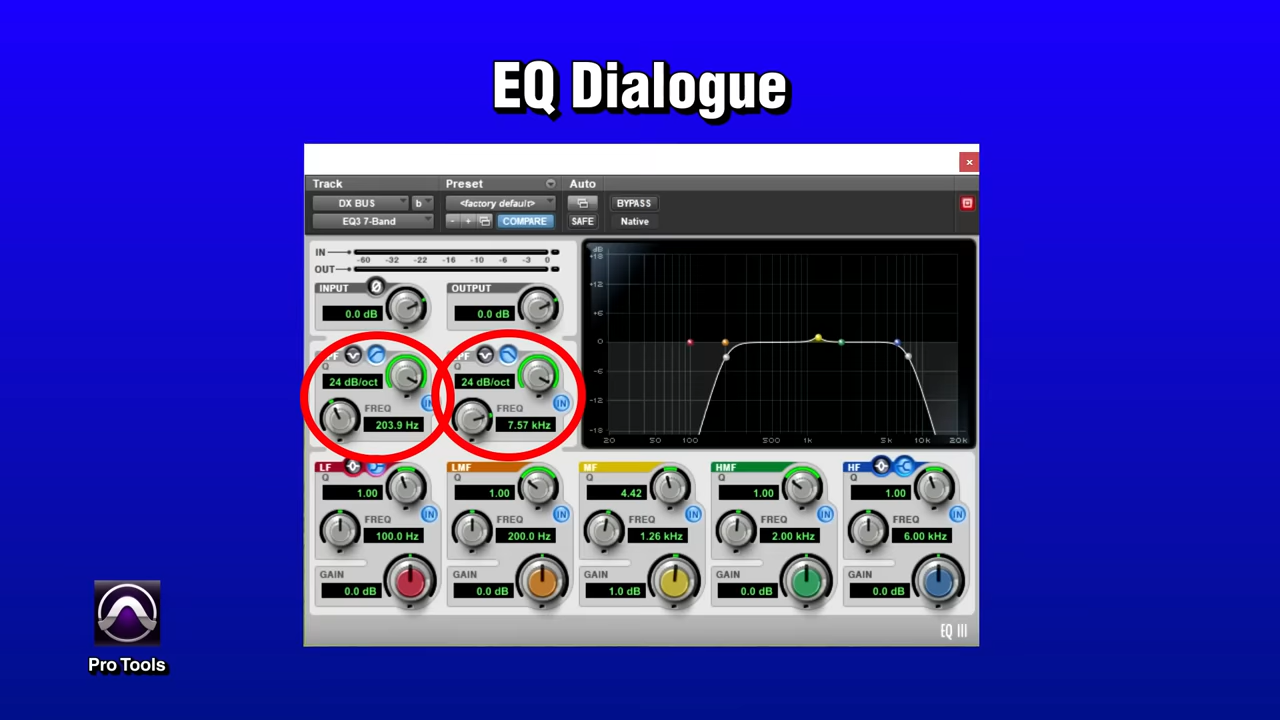 EQ Dialogue
Track Preset Auto
DX BUS b <factory default> BYPASS
EQ3 7-Band - + COMPARE SAFE Native
IN
-60 -32 -22 -16 -10 -6 -3 0
OUT
INPUT Ø OUTPUT
0.0 dB 0.0 dB
PF PF
Q Q
24 dB/oct 24 dB/oct
FREQ IN FREQ IN
203.9 Hz 7.57 kHz
dB
+18
+12
+6
0
-6
-12
-18
20 50 100 500 1k 5k 10k 20k
LF LMF MF HMF HF
Q Q Q Q Q
1.00 1.00 4.42 1.00 1.00
IN IN IN IN IN
FREQ FREQ FREQ FREQ FREQ
100.0 Hz 200.0 Hz 1.26 kHz 2.00 kHz 6.00 kHz
GAIN GAIN GAIN GAIN GAIN
0.0 dB 0.0 dB 1.0 dB 0.0 dB 0.0 dB
EQ III
Pro Tools